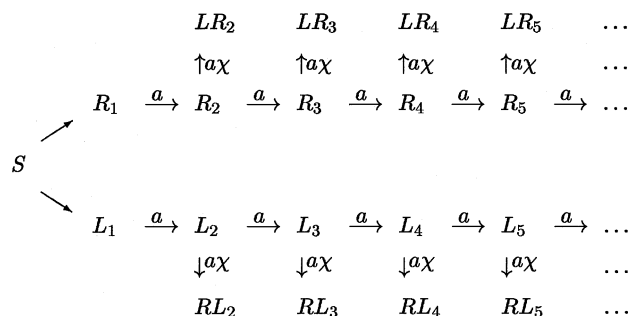 LR₂ LR₃ LR₄ LR₅ …
↑aχ ↑aχ ↑aχ ↑aχ …
R₁ a→ R₂ a→ R₃ a→ R₄ a→ R₅ a→ …
S
L₁ a→ L₂ a→ L₃ a→ L₄ a→ L₅ a→ …
↓aχ ↓aχ ↓aχ ↓aχ …
RL₂ RL₃ RL₄ RL₅ …